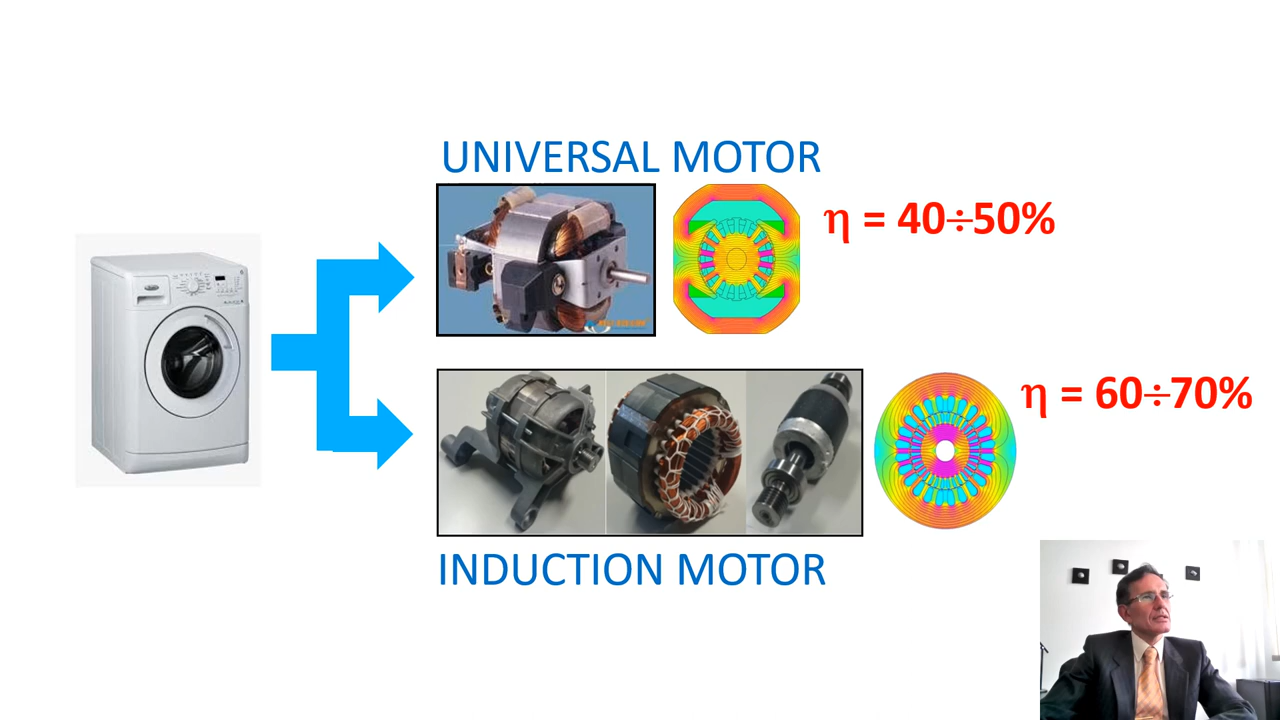 UNIVERSAL MOTOR
η = 40÷50%
η = 60÷70%
INDUCTION MOTOR